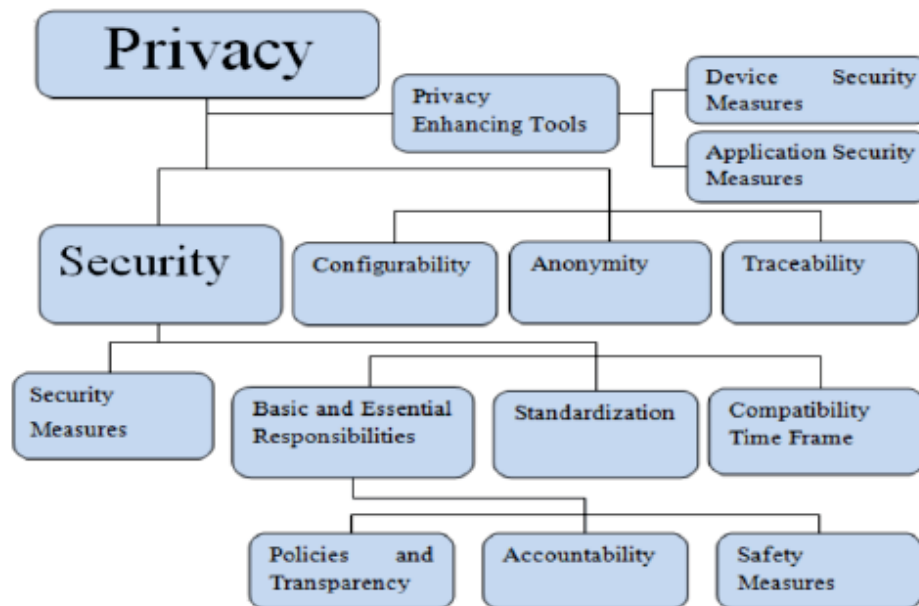 Privacy
Privacy
Enhancing Tools
Device Security
Measures
Application Security
Measures
Security
Configurability
Anonymity
Traceability
Security
Measures
Basic and Essential
Responsibilities
Standardization
Compatibility
Time Frame
Policies and
Transparency
Accountability
Safety
Measures